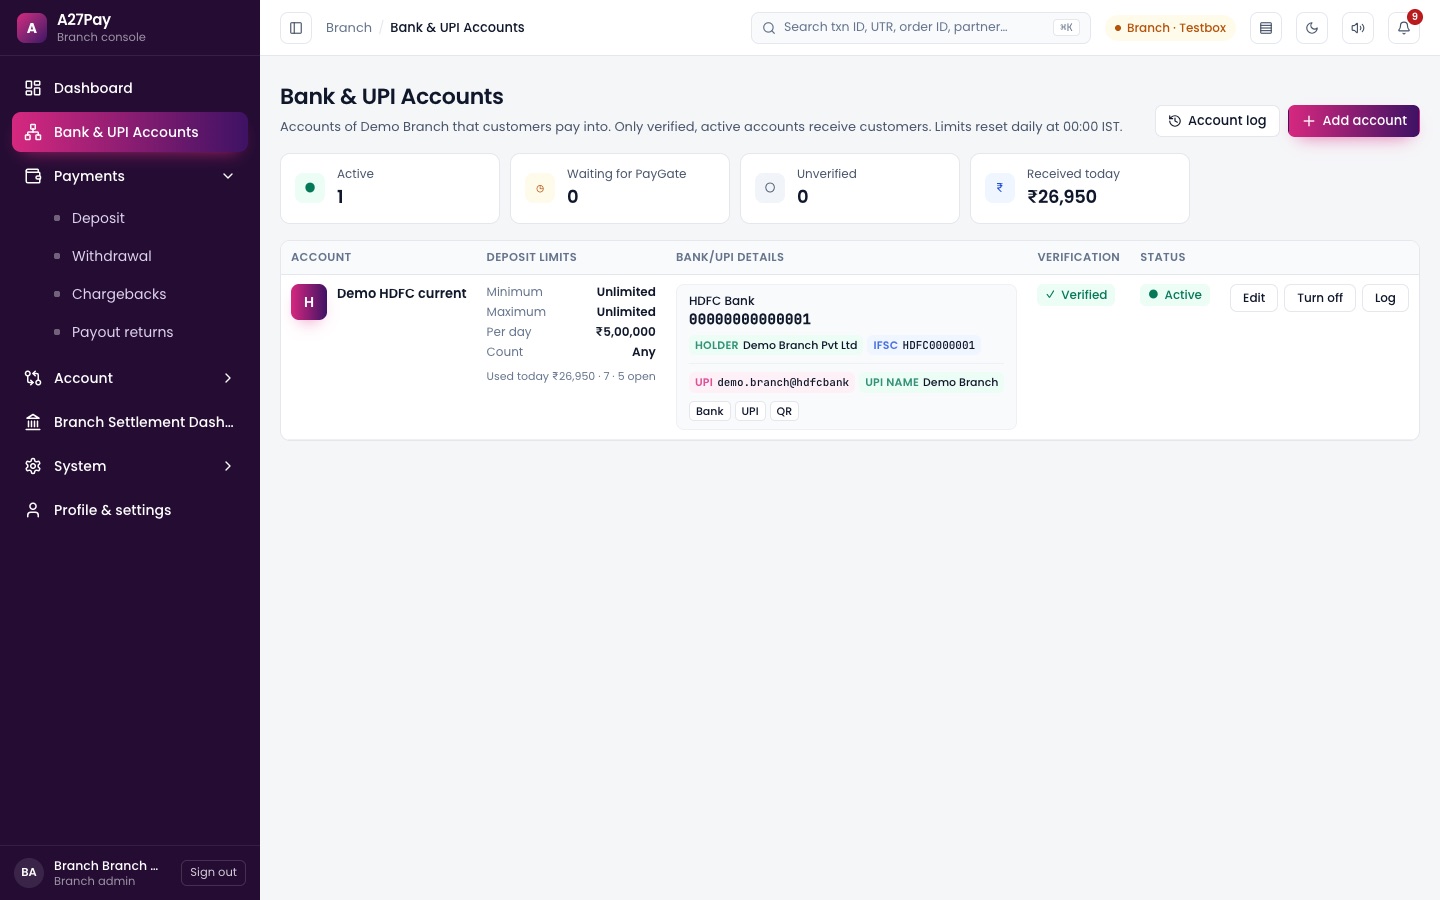 A
A27Pay
Branch console
Dashboard
Bank & UPI Accounts
Payments
Deposit
Withdrawal
Chargebacks
Payout returns
Account
Branch Settlement Dash...
System
Profile & settings
BA
Branch Branch ...
Branch admin
Sign out
Branch / Bank & UPI Accounts
Search txn ID, UTR, order ID, partner...
⌘K
Branch · Testbox
9
Bank & UPI Accounts
Accounts of Demo Branch that customers pay into. Only verified, active accounts receive customers. Limits reset daily at 00:00 IST.
Account log
Add account
Active
1
Waiting for PayGate
0
Unverified
0
₹
Received today
₹26,950
ACCOUNT DEPOSIT LIMITS BANK/UPI DETAILS VERIFICATION STATUS
H
Demo HDFC current
Minimum Unlimited
Maximum Unlimited
Per day ₹5,00,000
Count Any
Used today ₹26,950 · 7 · 5 open
HDFC Bank
00000000000001
HOLDER Demo Branch Pvt Ltd IFSC HDFC0000001
UPI demo.branch@hdfcbank UPI NAME Demo Branch
Bank UPI QR
✓ Verified
Active
Edit Turn off Log